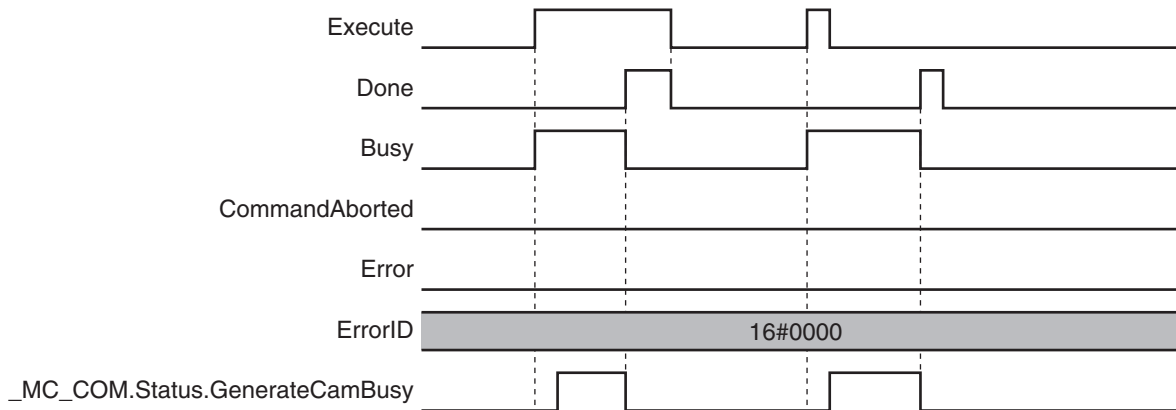 Execute
Done
Busy
CommandAborted
Error
ErrorID
16#0000
_MC_COM.Status.GenerateCamBusy